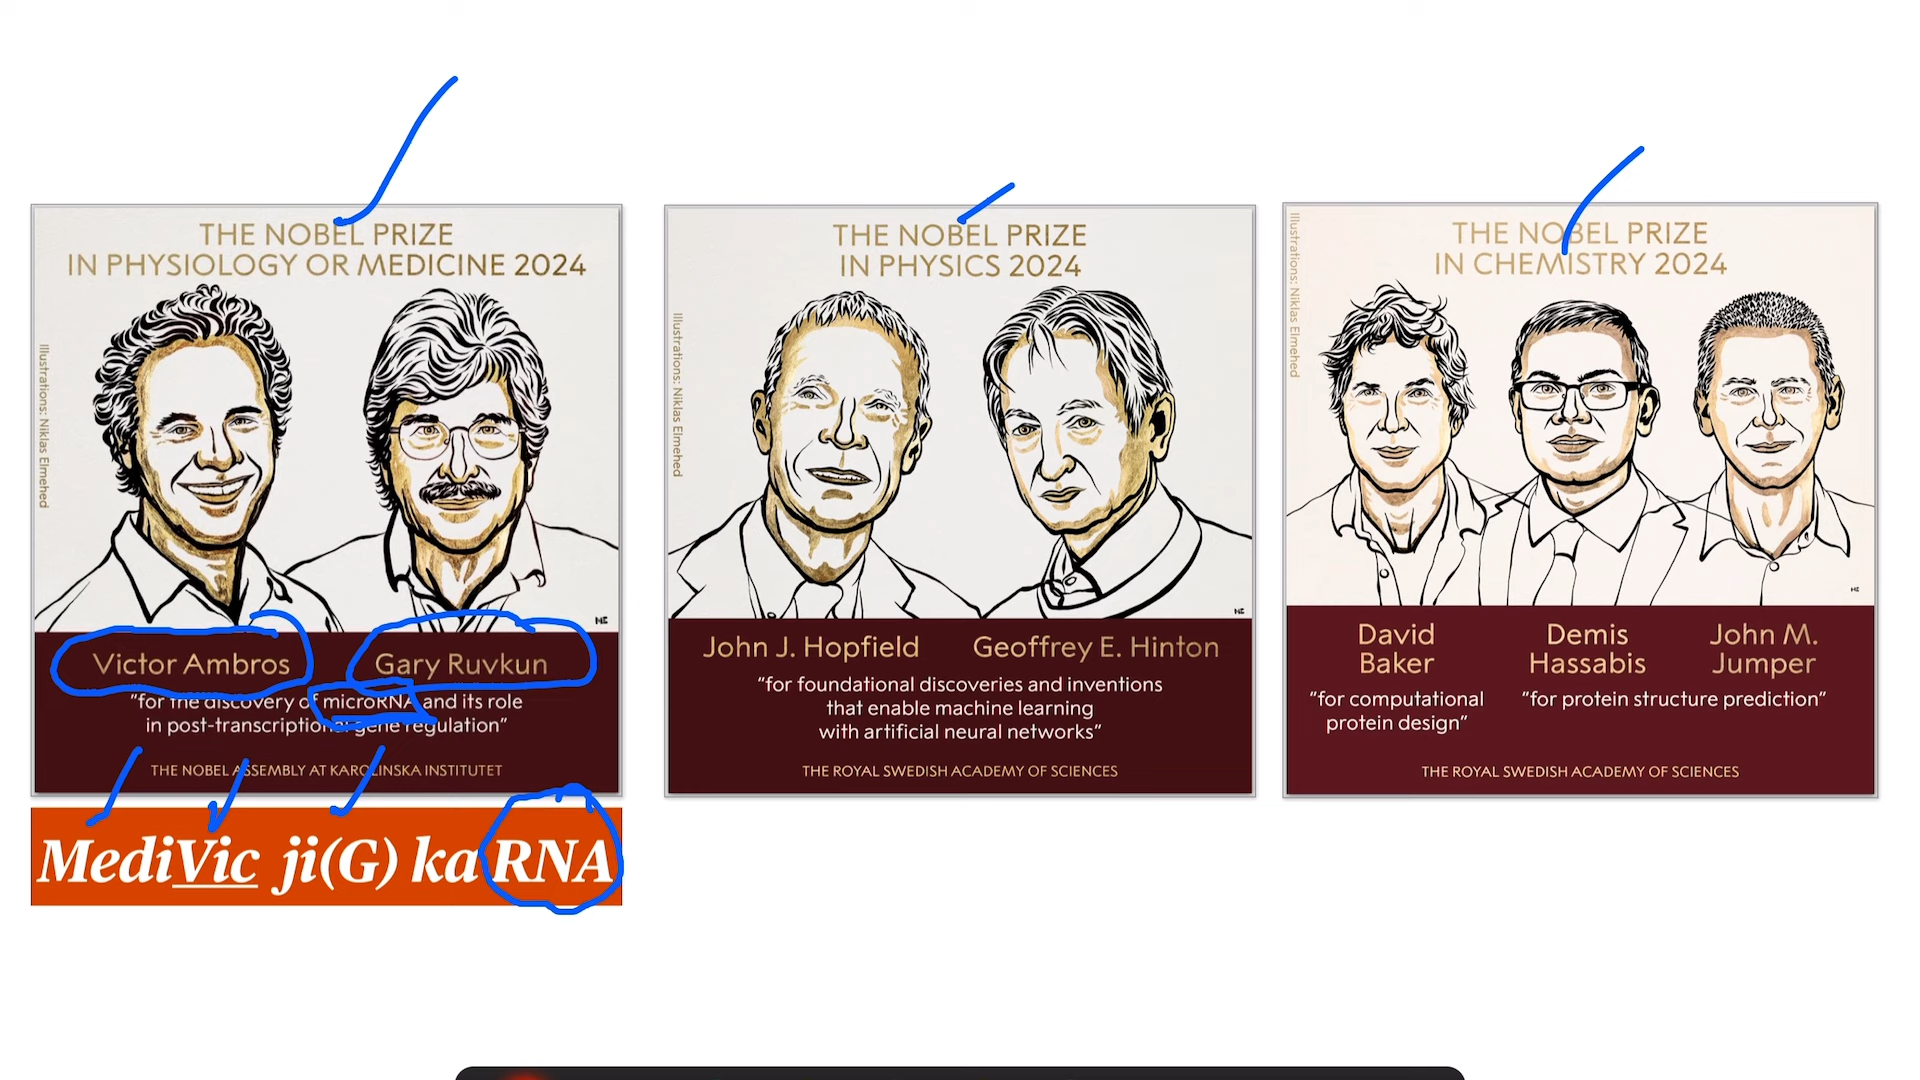 THE NOBEL PRIZE
IN PHYSIOLOGY OR MEDICINE 2024
Illustrations: Niklas Elmehed
NE
Victor Ambros Gary Ruvkun
"for the discovery of microRNA and its role
in post-transcriptional gene regulation"
THE NOBEL ASSEMBLY AT KAROLINSKA INSTITUTET
MediVic ji(G) ka RNA
THE NOBEL PRIZE
IN PHYSICS 2024
Illustrations: Niklas Elmehed
NE
John J. Hopfield Geoffrey E. Hinton
"for foundational discoveries and inventions
that enable machine learning
with artificial neural networks"
THE ROYAL SWEDISH ACADEMY OF SCIENCES
THE NOBEL PRIZE
IN CHEMISTRY 2024
Illustrations: Niklas Elmehed
NE
David Baker
"for computational
protein design"
Demis Hassabis
John M. Jumper
"for protein structure prediction"
THE ROYAL SWEDISH ACADEMY OF SCIENCES